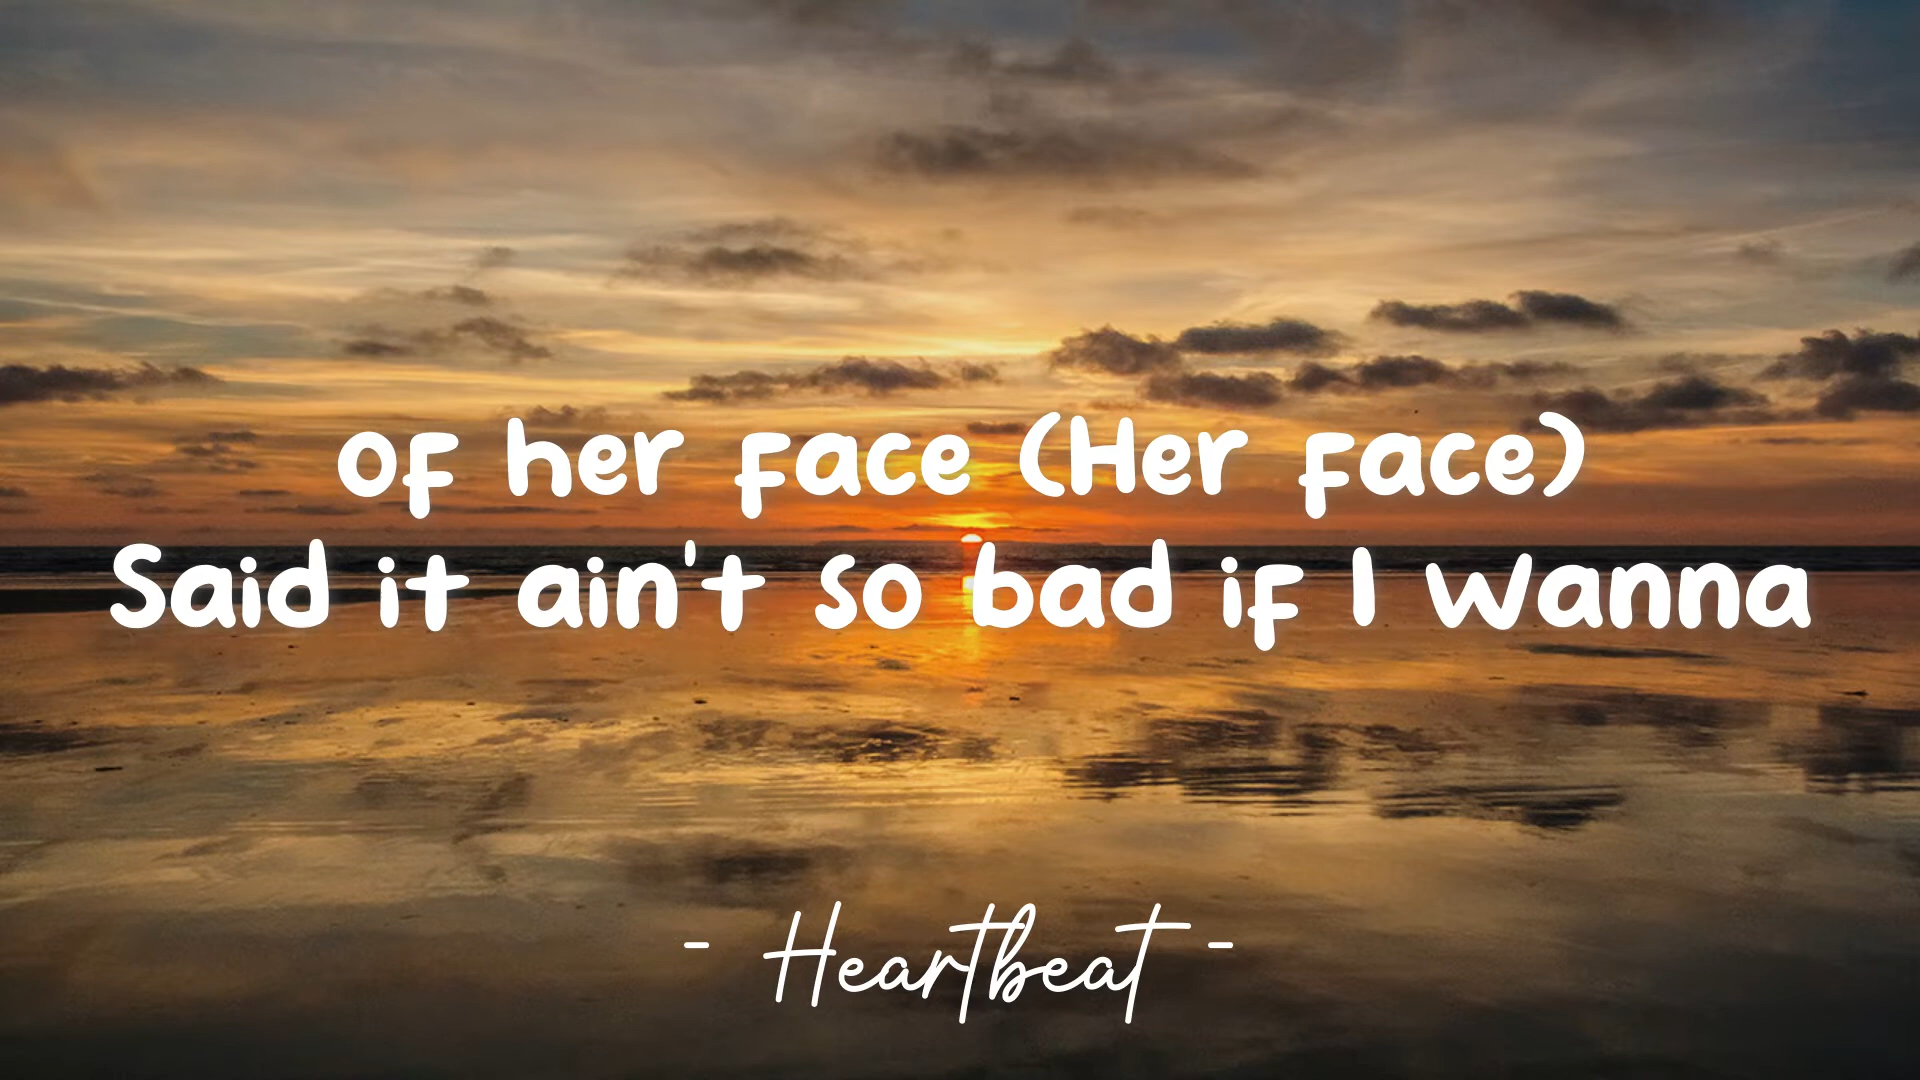 of her face (Her face)
Said it ain't so bad if I wanna
- Heartbeat -